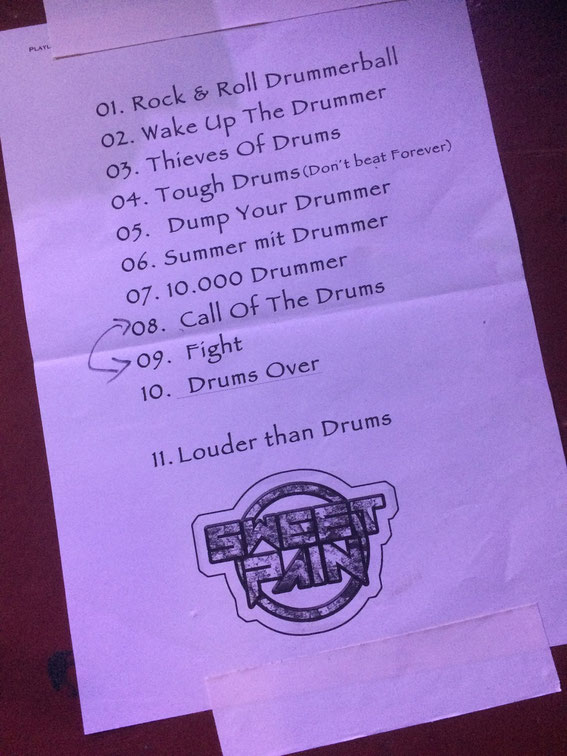 01. Rock & Roll Drummerball
02. Wake Up The Drummer
03. Thieves Of Drums
04. Tough Drums (Don't beat Forever)
05. Dump Your Drummer
06. Summer mit Drummer
07. 10.000 Drummer
08. Call Of The Drums
09. Fight
10. Drums Over
11. Louder than Drums
SWEET
PAIN